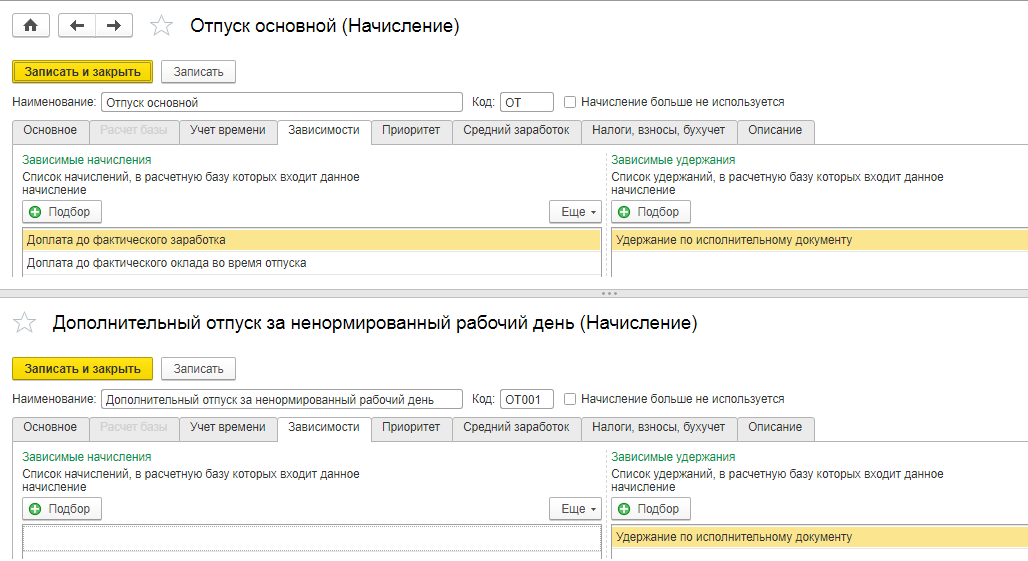 Отпуск основной (Начисление)
Записать и закрыть Записать
Наименование: Отпуск основной Код: ОТ Начисление больше не используется
Основное Расчет базы Учет времени Зависимости Приоритет Средний заработок Налоги, взносы, бухучет Описание
Зависимые начисления Зависимые удержания
Список начислений, в расчетную базу которых входит данное Список удержаний, в расчетную базу которых входит данное
начисление начисление
Подбор Еще Подбор
Доплата до фактического заработка Удержание по исполнительному документу
Доплата до фактического оклада во время отпуска
Дополнительный отпуск за ненормированный рабочий день (Начисление)
Записать и закрыть Записать
Наименование: Дополнительный отпуск за ненормированный рабочий день Код: ОТ001 Начисление больше не используется
Основное Расчет базы Учет времени Зависимости Приоритет Средний заработок Налоги, взносы, бухучет Описание
Зависимые начисления Зависимые удержания
Список начислений, в расчетную базу которых входит данное Список удержаний, в расчетную базу которых входит данное
начисление начисление
Подбор Еще Подбор
Удержание по исполнительному документу